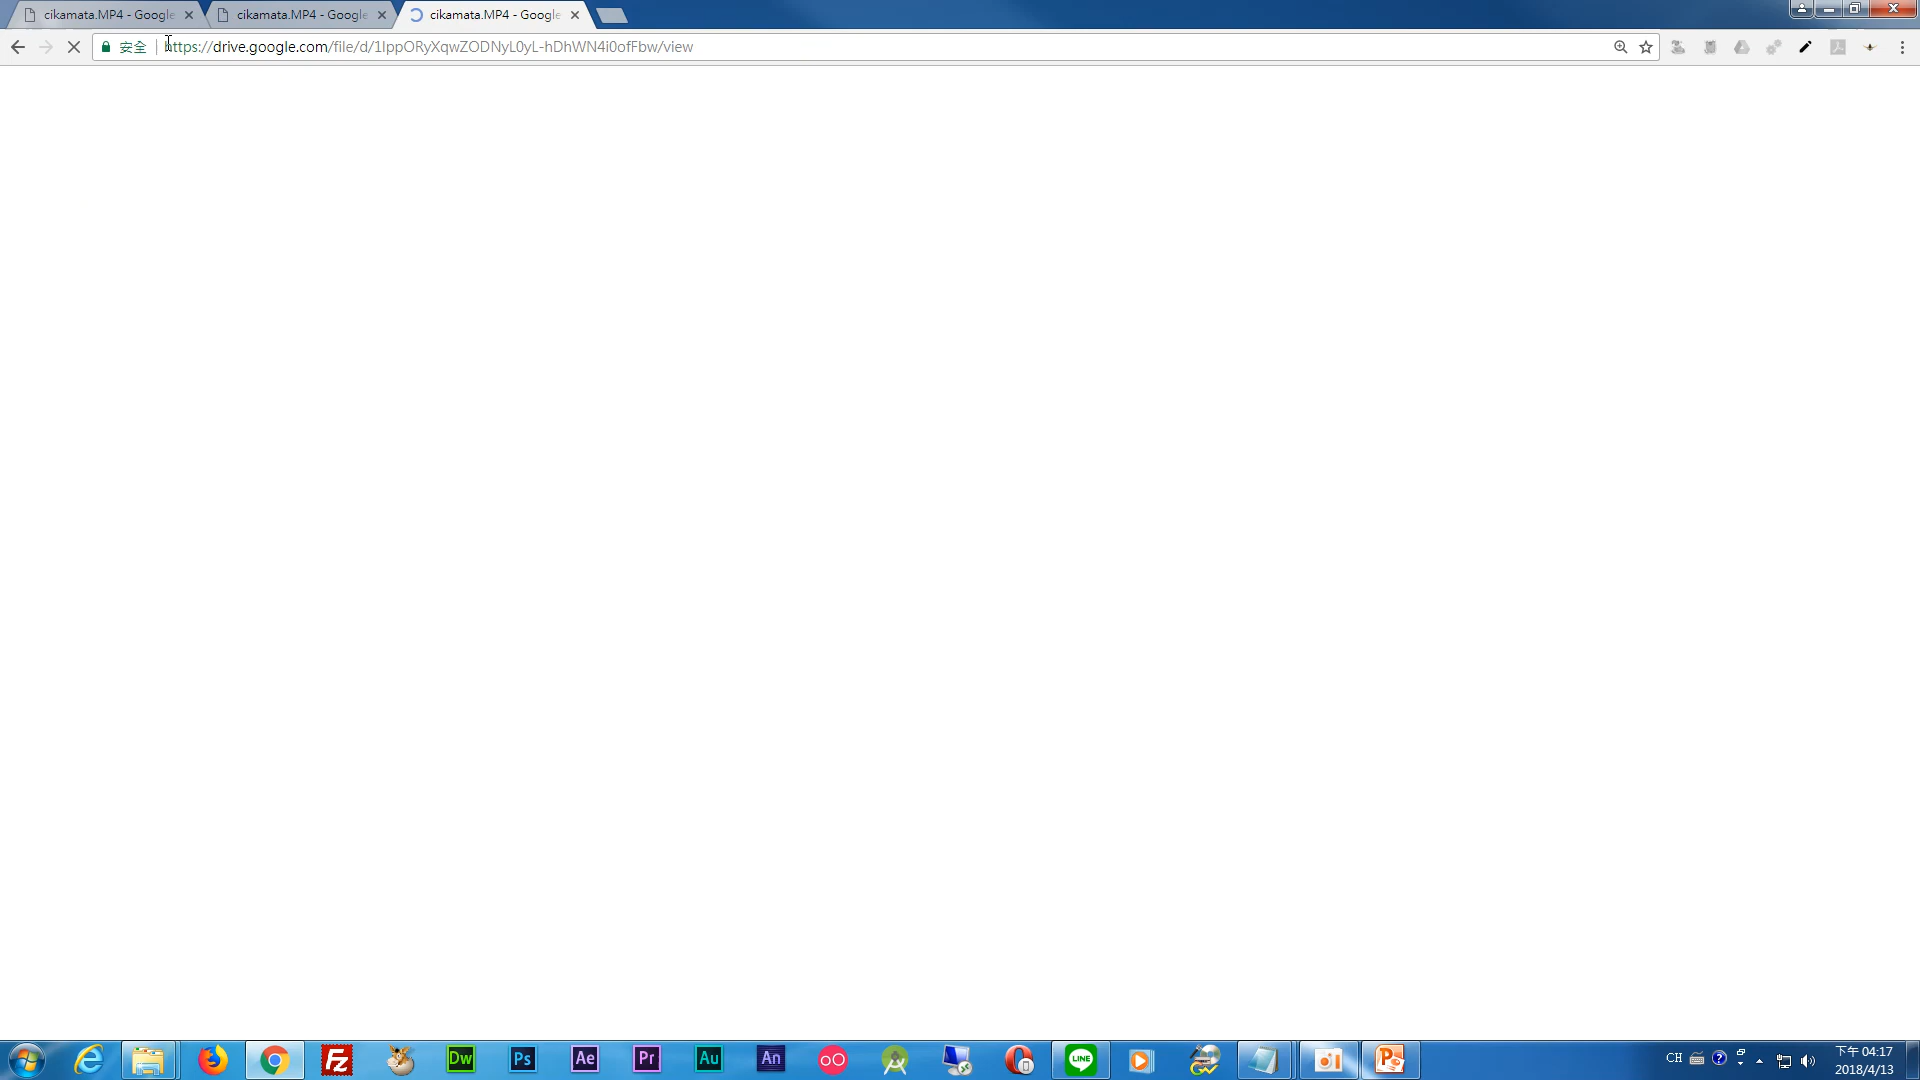 cikamata.MP4 - Google
cikamata.MP4 - Google
cikamata.MP4 - Google
安全 https://drive.google.com/file/d/1IppORyXqwZODNyL0yL-hDhWN4i0ofFbw/view
Dw
Ps
Ae
Pr
Au
An
LINE
CH
下午 04:17
2018/4/13